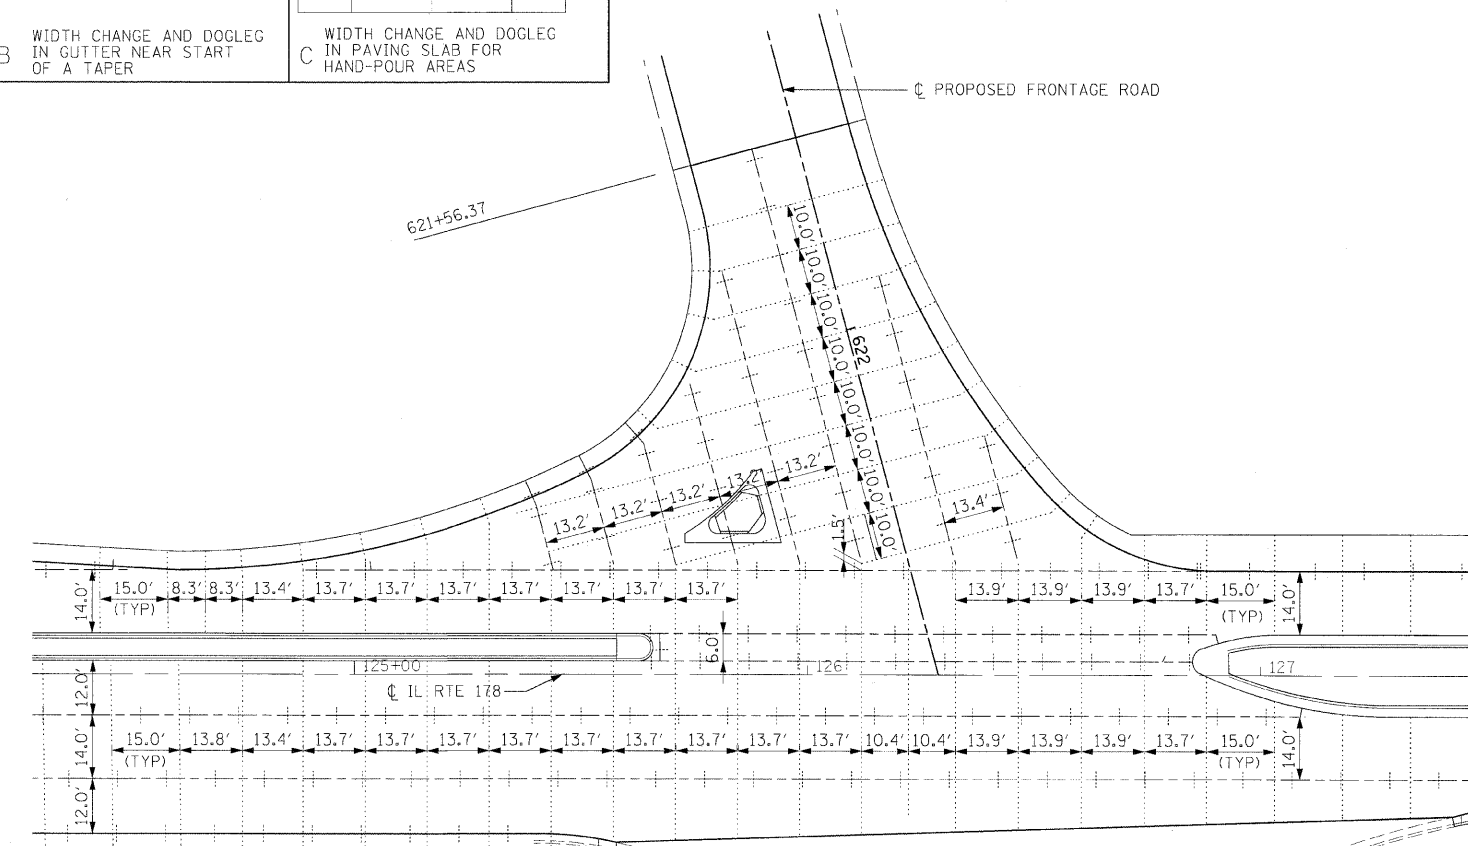 B
WIDTH CHANGE AND DOGLEG
IN GUTTER NEAR START
OF A TAPER
C
WIDTH CHANGE AND DOGLEG
IN PAVING SLAB FOR
HAND-POUR AREAS
℄ PROPOSED FRONTAGE ROAD
621+56.37
10.0'
10.0'
10.0'
10.0'
622
10.0'
10.0'
10.0'
10.0'
13.2'
13.2'
13.2'
13.2'
13.2'
13.4'
1.5'
14.0'
15.0'
(TYP)
8.3' 8.3' 13.4' 13.7' 13.7' 13.7' 13.7' 13.7' 13.7' 13.7'
13.9' 13.9' 13.9' 13.7' 15.0'
(TYP)
14.0'
6.0'
125+00
126
127
12.0'
℄ IL RTE 178
14.0'
15.0' 13.8' 13.4' 13.7' 13.7' 13.7' 13.7' 13.7' 13.7' 13.7' 13.7' 13.7' 10.4' 10.4' 13.9' 13.9' 13.9' 13.7' 15.0'
(TYP)
(TYP)
14.0'
12.0'